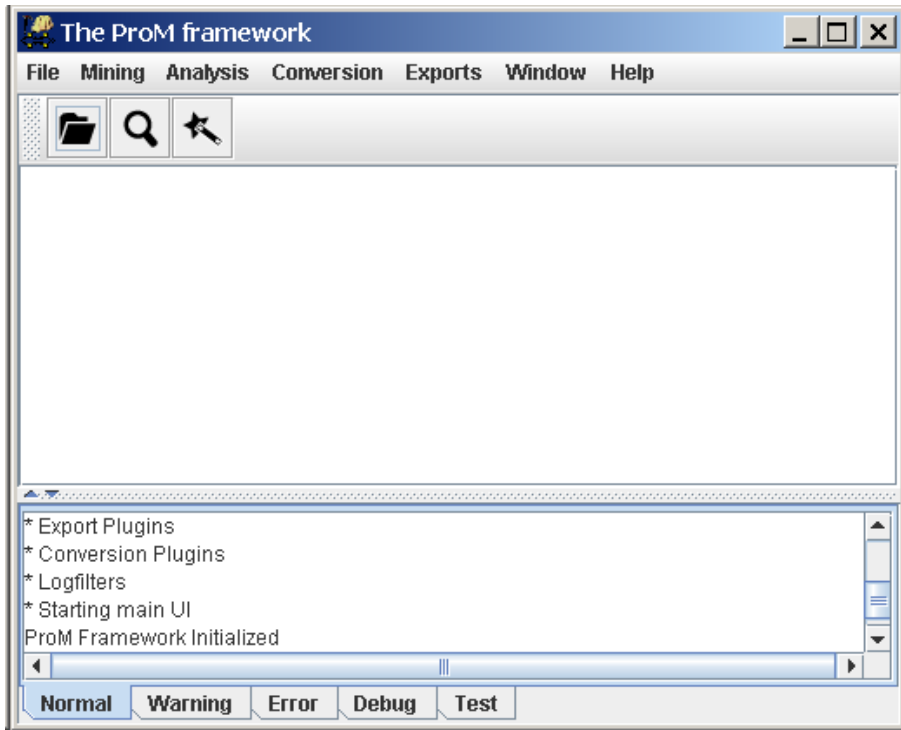 The ProM framework
File Mining Analysis Conversion Exports Window Help
* Export Plugins
* Conversion Plugins
* Logfilters
* Starting main UI
ProM Framework Initialized
Normal Warning Error Debug Test